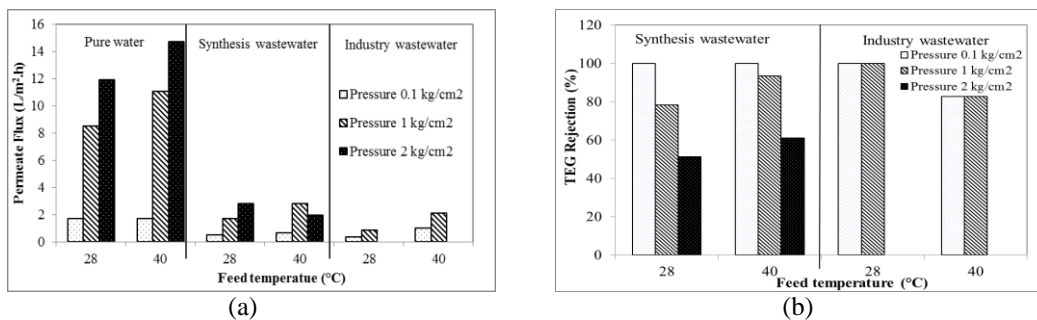 16
14
12
10
8
6
4
2
0
Permeate Flux (L/m².h)
Pure water
Synthesis wastewater
Industry wastewater
Pressure 0.1 kg/cm2
Pressure 1 kg/cm2
Pressure 2 kg/cm2
28
40
28
40
28
40
Feed temperatue (°C)
(a)
120
100
80
60
40
20
0
TEG Rejection (%)
Synthesis wastewater
Industry wastewater
Pressure 0.1 kg/cm2
Pressure 1 kg/cm2
Pressure 2 kg/cm2
28
40
28
40
Feed temperature (°C)
(b)